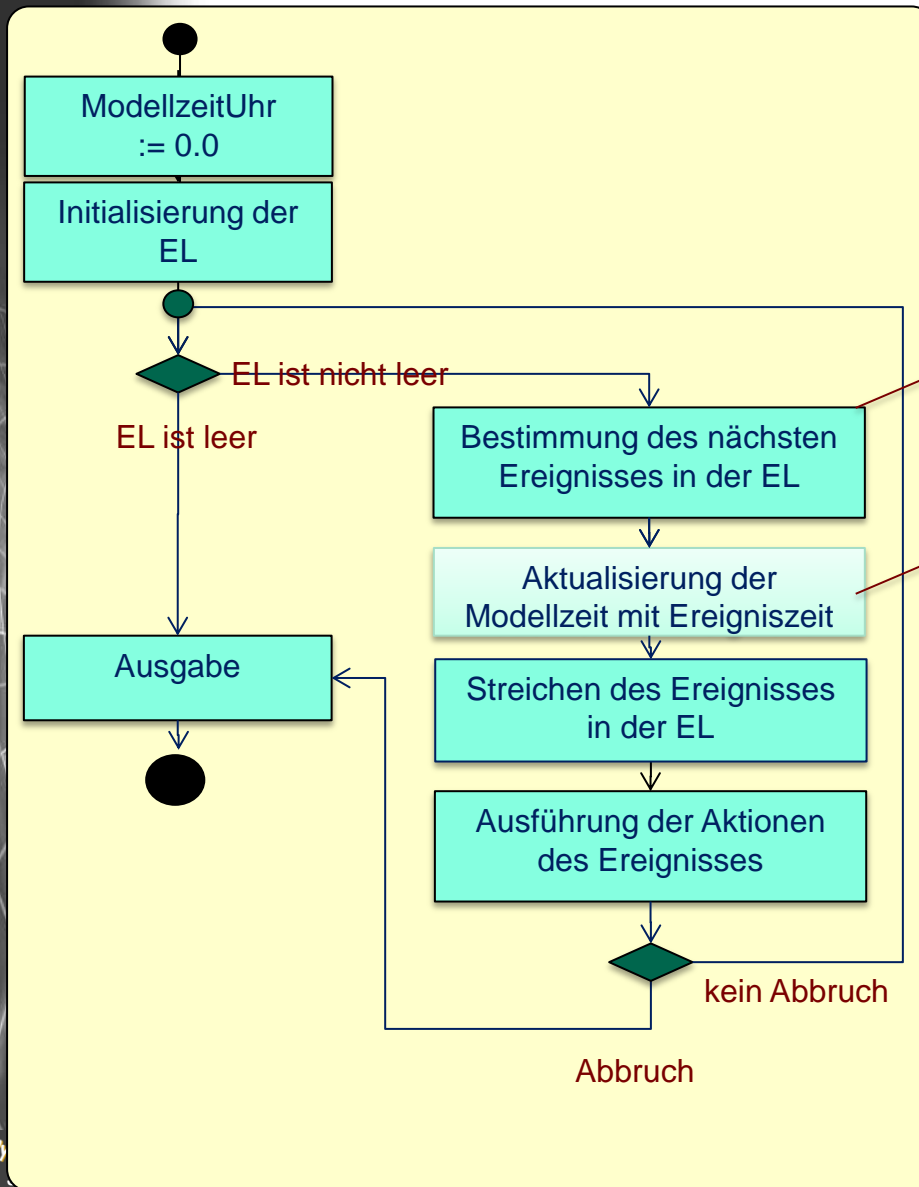 ModellzeitUhr
:= 0.0
Initialisierung der
EL
EL ist nicht leer
EL ist leer
Bestimmung des nächsten
Ereignisses in der EL
Aktualisierung der
Modellzeit mit Ereigniszeit
Ausgabe
Streichen des Ereignisses
in der EL
Ausführung der Aktionen
des Ereignisses
kein Abbruch
Abbruch